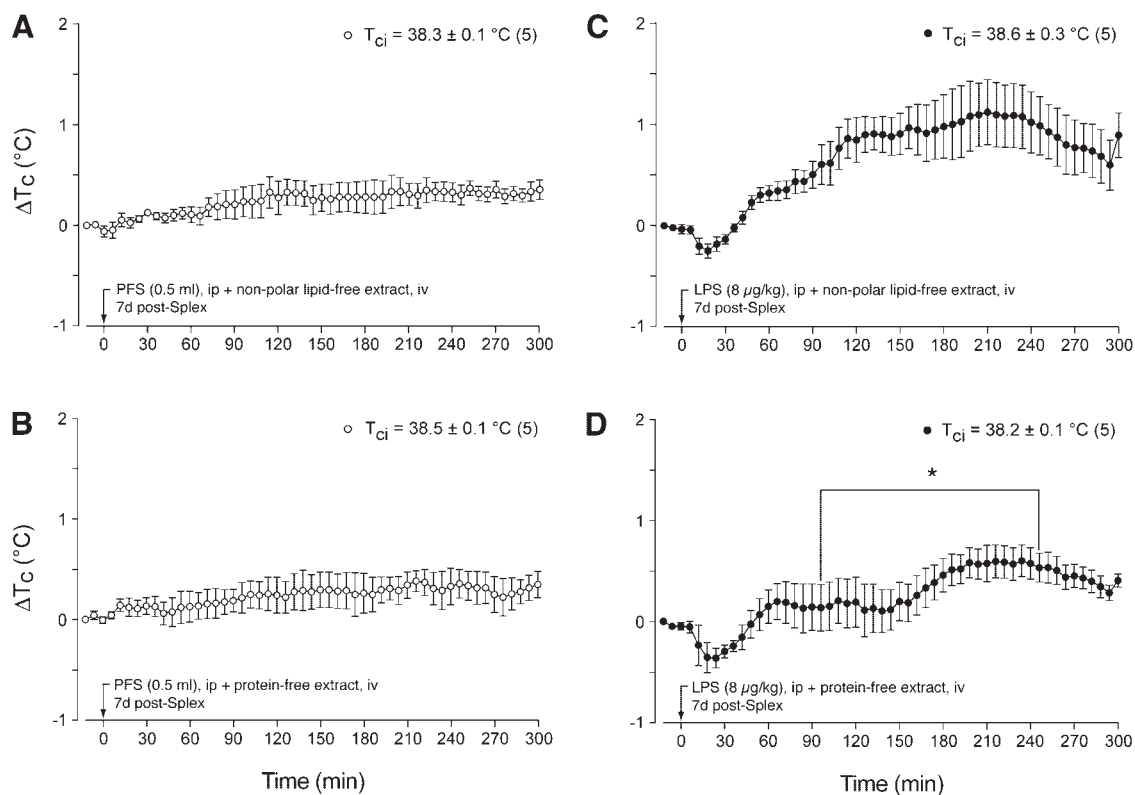 A
2
1
0
-1
ΔTC (°C)
Tci = 38.3 ± 0.1 °C (5)
PFS (0.5 ml), ip + non-polar lipid-free extract, iv
7d post-Splex
0 30 60 90 120 150 180 210 240 270 300
B
2
1
0
-1
ΔTC (°C)
Tci = 38.5 ± 0.1 °C (5)
PFS (0.5 ml), ip + protein-free extract, iv
7d post-Splex
0 30 60 90 120 150 180 210 240 270 300
Time (min)
C
2
1
0
-1
Tci = 38.6 ± 0.3 °C (5)
LPS (8 µg/kg), ip + non-polar lipid-free extract, iv
7d post-Splex
0 30 60 90 120 150 180 210 240 270 300
D
2
1
0
-1
Tci = 38.2 ± 0.1 °C (5)
*
LPS (8 µg/kg), ip + protein-free extract, iv
7d post-Splex
0 30 60 90 120 150 180 210 240 270 300
Time (min)